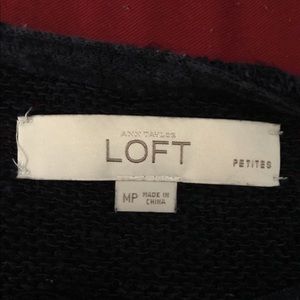 ANN TAYLOR
LOFT
PETITES
MP MADE IN
CHINA